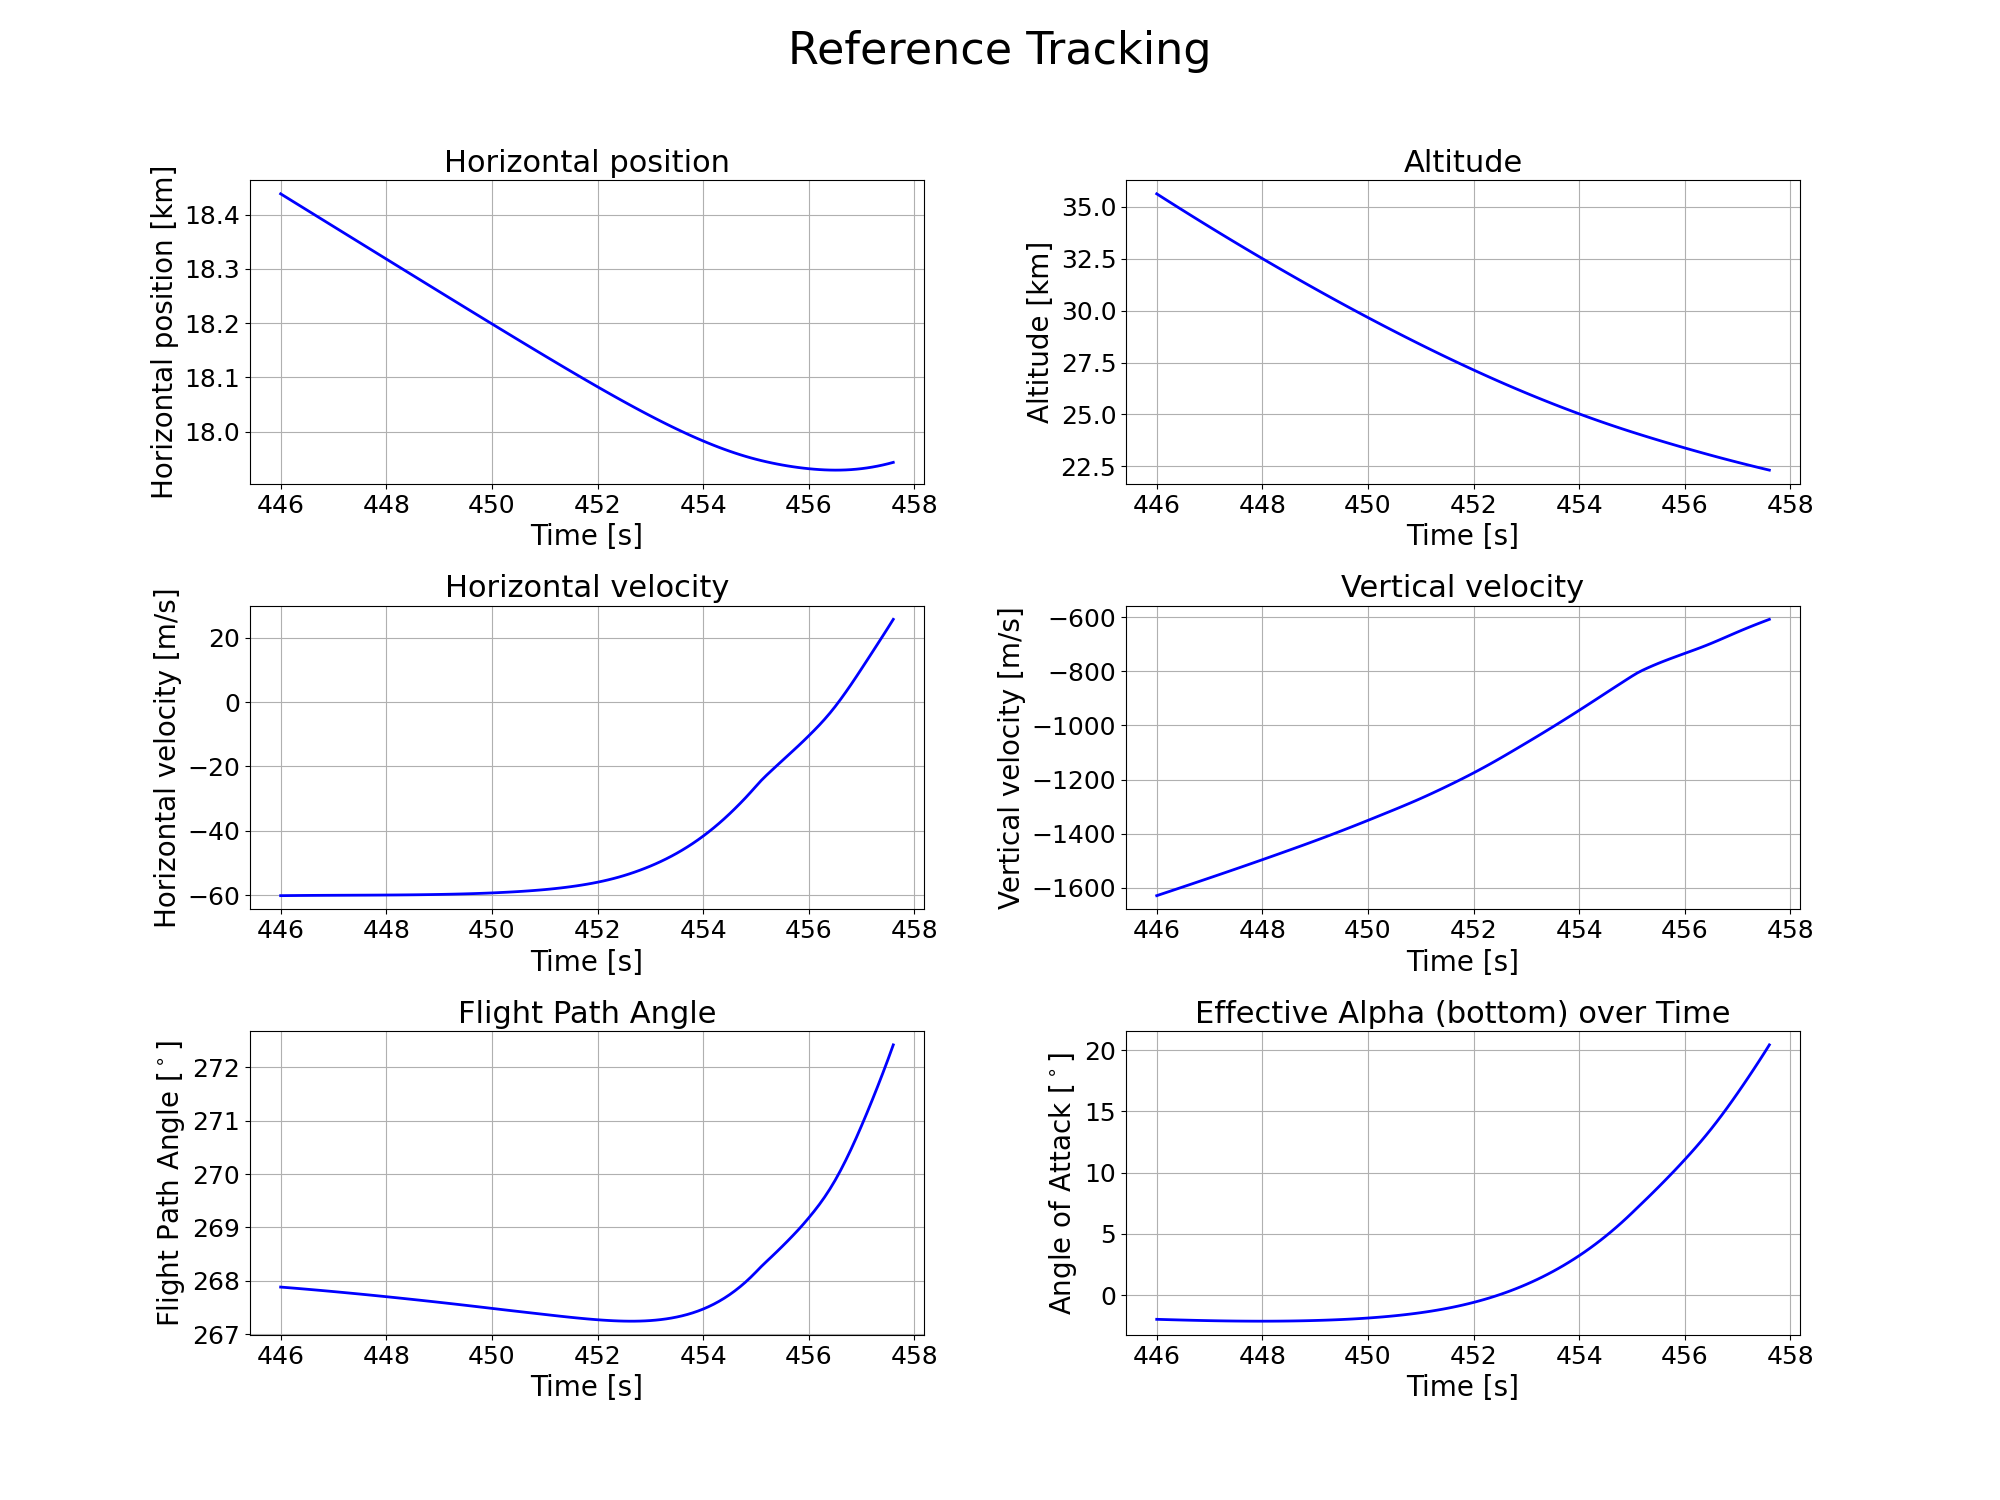 Reference Tracking
Horizontal position
Horizontal position [km]
18.4
18.3
18.2
18.1
18.0
446 448 450 452 454 456 458
Time [s]
Altitude
Altitude [km]
35.0
32.5
30.0
27.5
25.0
22.5
446 448 450 452 454 456 458
Time [s]
Horizontal velocity
Horizontal velocity [m/s]
20
0
−20
−40
−60
446 448 450 452 454 456 458
Time [s]
Vertical velocity
Vertical velocity [m/s]
−600
−800
−1000
−1200
−1400
−1600
446 448 450 452 454 456 458
Time [s]
Flight Path Angle
Flight Path Angle [°]
272
271
270
269
268
267
446 448 450 452 454 456 458
Time [s]
Effective Alpha (bottom) over Time
Angle of Attack [°]
20
15
10
5
0
446 448 450 452 454 456 458
Time [s]